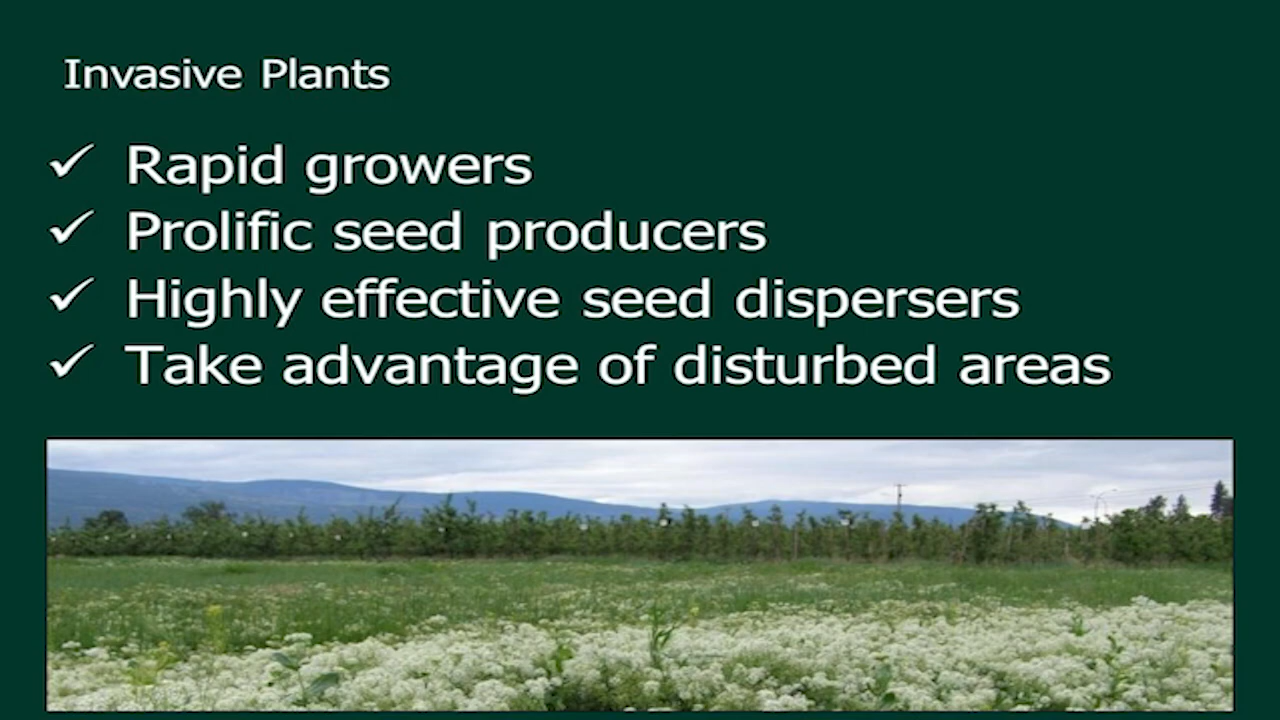 Invasive Plants
✓ Rapid growers
✓ Prolific seed producers
✓ Highly effective seed dispersers
✓ Take advantage of disturbed areas